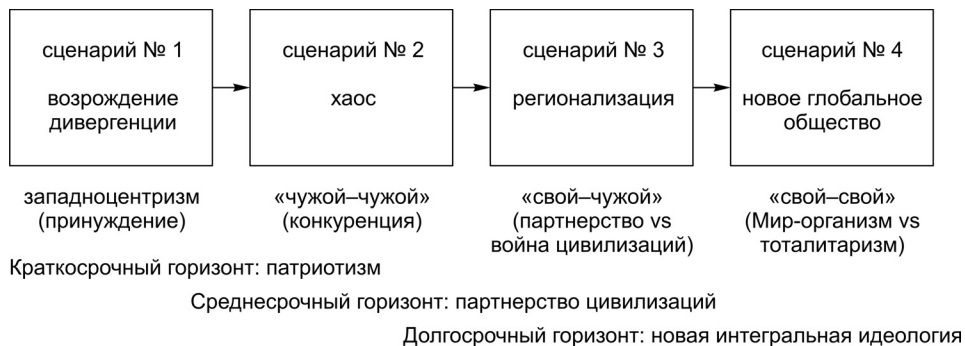 сценарий № 1
возрождение
дивергенции
сценарий № 2
хаос
сценарий № 3
регионализация
сценарий № 4
новое глобальное
общество
западноцентризм
(принуждение)
«чужой–чужой»
(конкуренция)
«свой–чужой»
(партнерство vs
война цивилизаций)
«свой–свой»
(Мир-организм vs
тоталитаризм)
Краткосрочный горизонт: патриотизм
Среднесрочный горизонт: партнерство цивилизаций
Долгосрочный горизонт: новая интегральная идеология